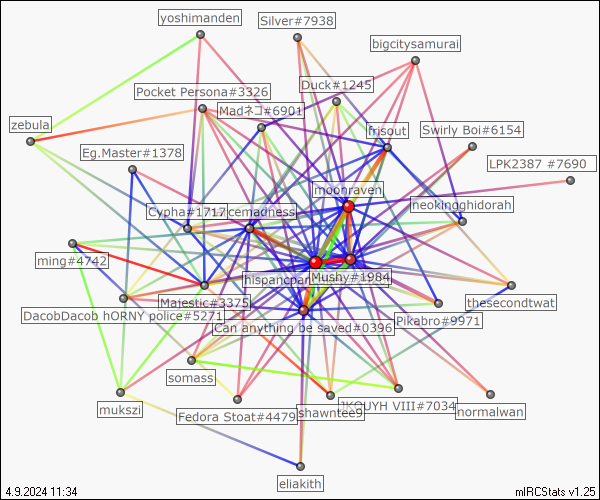 yoshimanden
Silver#7938
bigcitysamurai
Duck#1245
Pocket Persona#3326
Madネコ#6901
zebula
frisout
Swirly Boi#6154
Eg.Master#1378
LPK2387 #7690
moonraven
neokingghidorah
Cypha#1717
cemadness
ming#4742
hispanc
Mushy#1984
Majestic#3375
thesecondtwat
DacobDacob hORNY police#5271
Pikabro#9971
Can anything be saved#0396
somass
mukszi
Fedora Stoat#4479
shawntee9
KOUYH VIII#7034
normalwan
eliakith
4.9.2024 11:34
mIRCStats v1.25